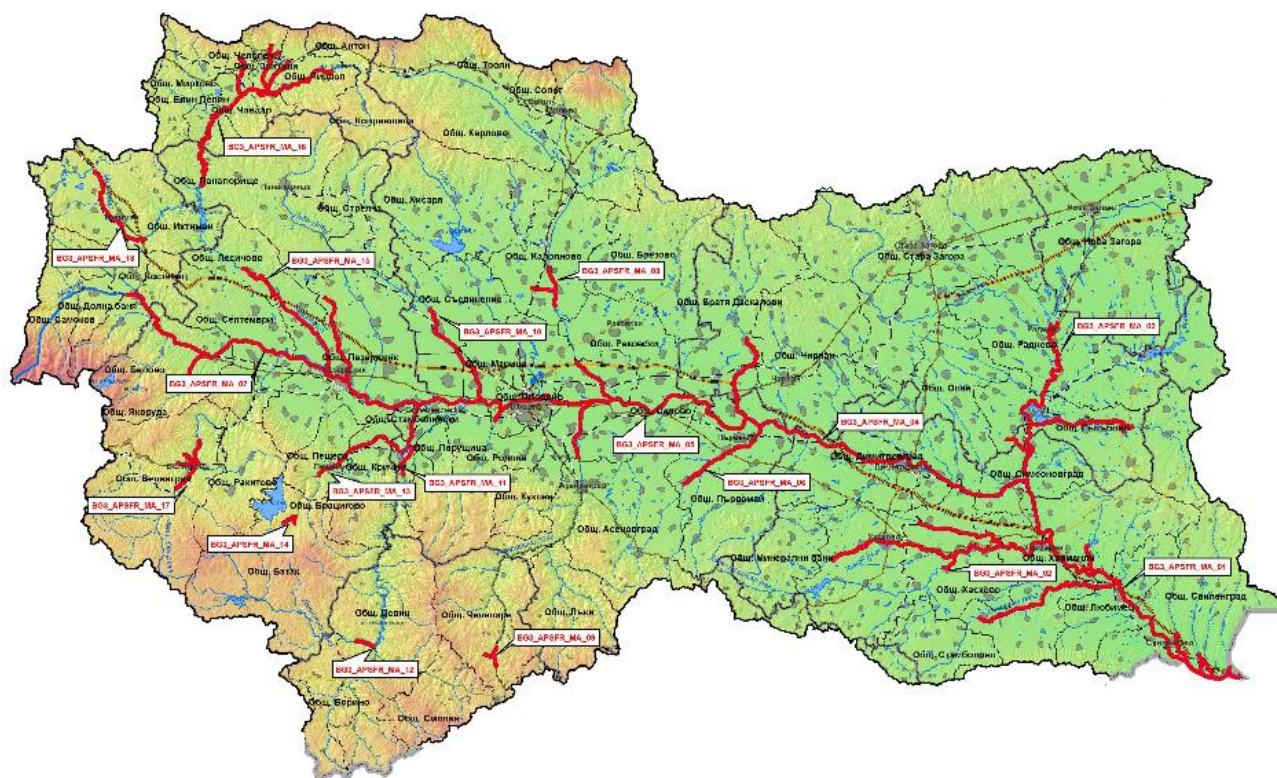 Общ. Антон
Общ. Чавдар
Общ. Мирково
Общ. Елин Пелин
Общ. Копривщица
Общ. Троян
Общ. Сопот
Общ. Карлово
BG3_APSFR_MA_16
Общ. Панагюрище
Общ. Стрелча
Общ. Хисаря
Общ. Ихтиман
BG3_APSFR_MA_18
Общ. Костенец
Общ. Лесичово
BG3_APSFR_MA_15
Общ. Калояново
Общ. Брезово
BG3_APSFR_MA_08
Общ. Стара Загора
Общ. Нова Загора
Общ. Братя Даскалови
Общ. Долна баня
Общ. Самоков
Общ. Септември
Общ. Съединение
BG3_APSFR_MA_10
Общ. Раковски
Общ. Марица
Общ. Чирпан
Общ. Раднево
BG3_APSFR_MA_03
Общ. Пазарджик
Общ. Белово
BG3_APSFR_MA_07
Общ. Опан
Общ. Якоруда
Общ. Стамболийски
Общ. Пловдив
Общ. Садово
BG3_APSFR_MA_05
BG3_APSFR_MA_04
Общ. Гълъбово
Общ. Перущица
Общ. Родопи
Общ. Пещера
Общ. Кричим
BG3_APSFR_MA_11
BG3_APSFR_MA_13
Общ. Димитровград
Общ. Симеоновград
BG3_APSFR_MA_06
Общ. Първомай
Общ. Велинград
Общ. Ракитово
BG3_APSFR_MA_17
Общ. Брацигово
Общ. Куклен
Общ. Асеновград
BG3_APSFR_MA_14
Общ. Батак
Общ. Минерални бани
Общ. Харманли
BG3_APSFR_MA_02
BG3_APSFR_MA_01
Общ. Хасково
Общ. Любимец
Общ. Свиленград
Общ. Девин
Общ. Чепеларе
Общ. Лъки
BG3_APSFR_MA_09
BG3_APSFR_MA_12
Общ. Стамболово
Общ. Борино
Общ. Смолян